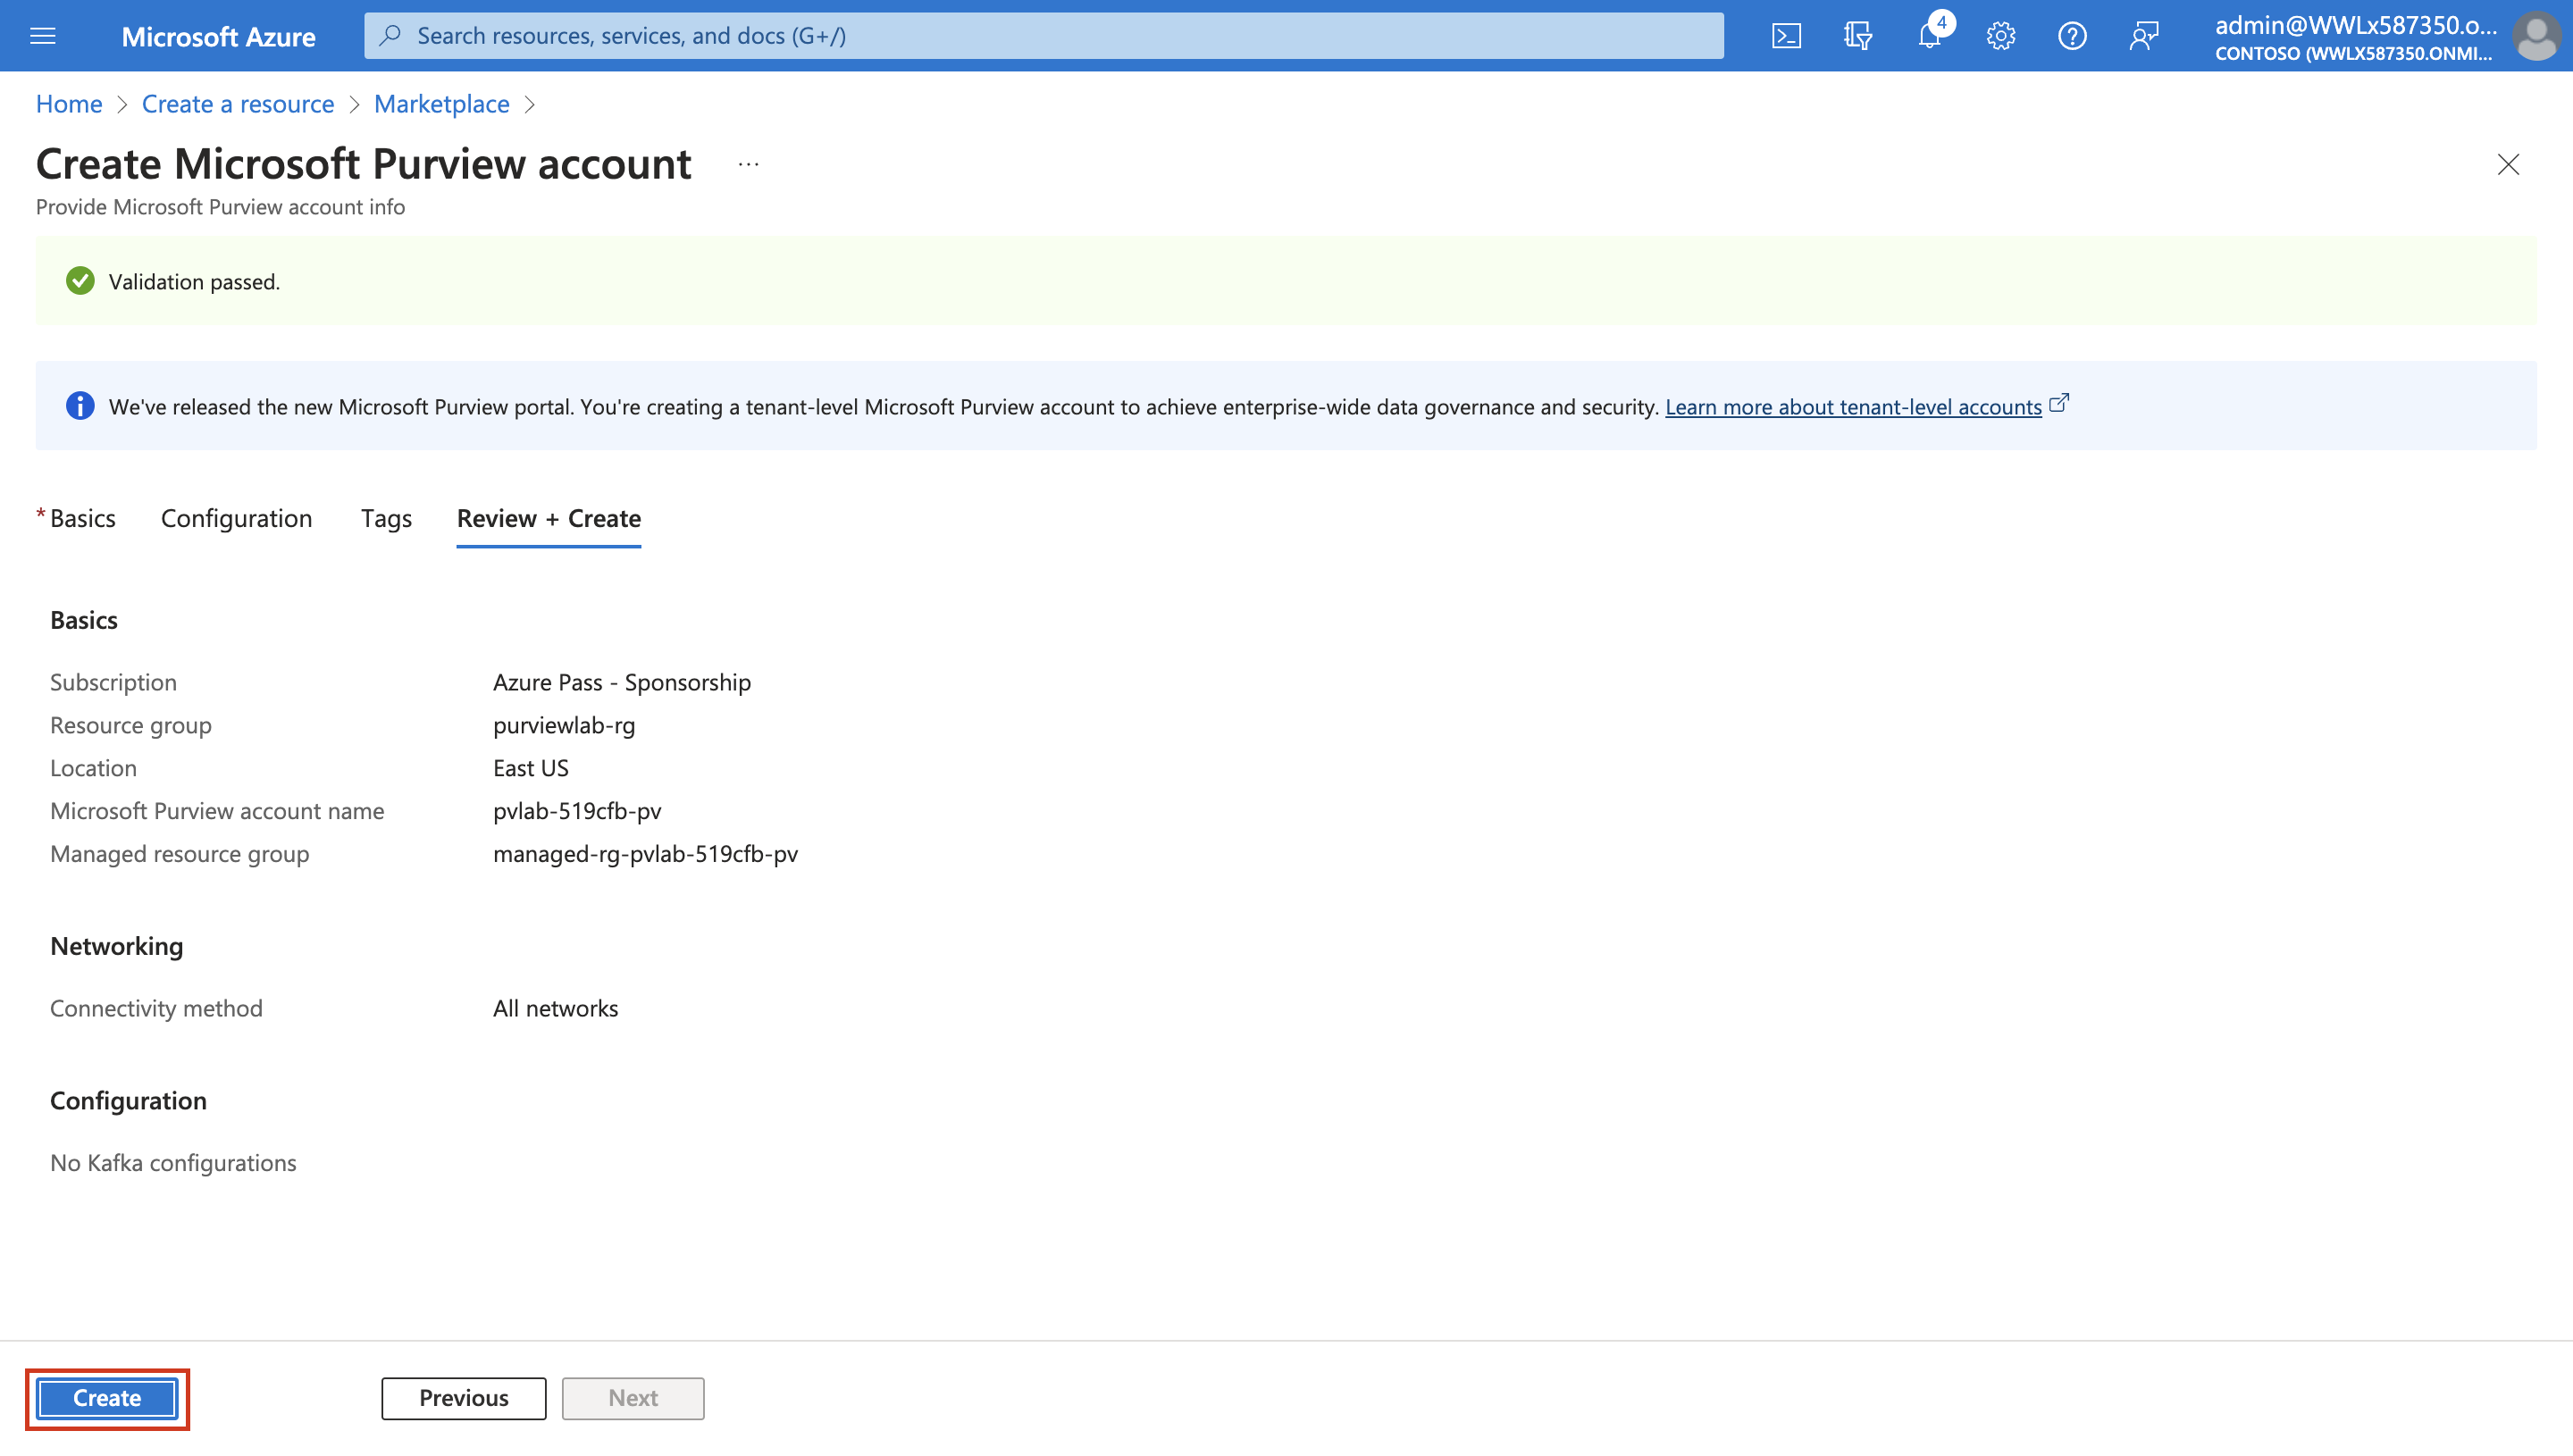 Microsoft Azure
Search resources, services, and docs (G+/)
4
admin@WWLx587350.o...
CONTOSO (WWLX587350.ONMI...
Home > Create a resource > Marketplace >
Create Microsoft Purview account ...
Provide Microsoft Purview account info
Validation passed.
We've released the new Microsoft Purview portal. You're creating a tenant-level Microsoft Purview account to achieve enterprise-wide data governance and security. Learn more about tenant-level accounts
* Basics Configuration Tags Review + Create
Basics
Subscription Azure Pass - Sponsorship
Resource group purviewlab-rg
Location East US
Microsoft Purview account name pvlab-519cfb-pv
Managed resource group managed-rg-pvlab-519cfb-pv
Networking
Connectivity method All networks
Configuration
No Kafka configurations
Create Previous Next